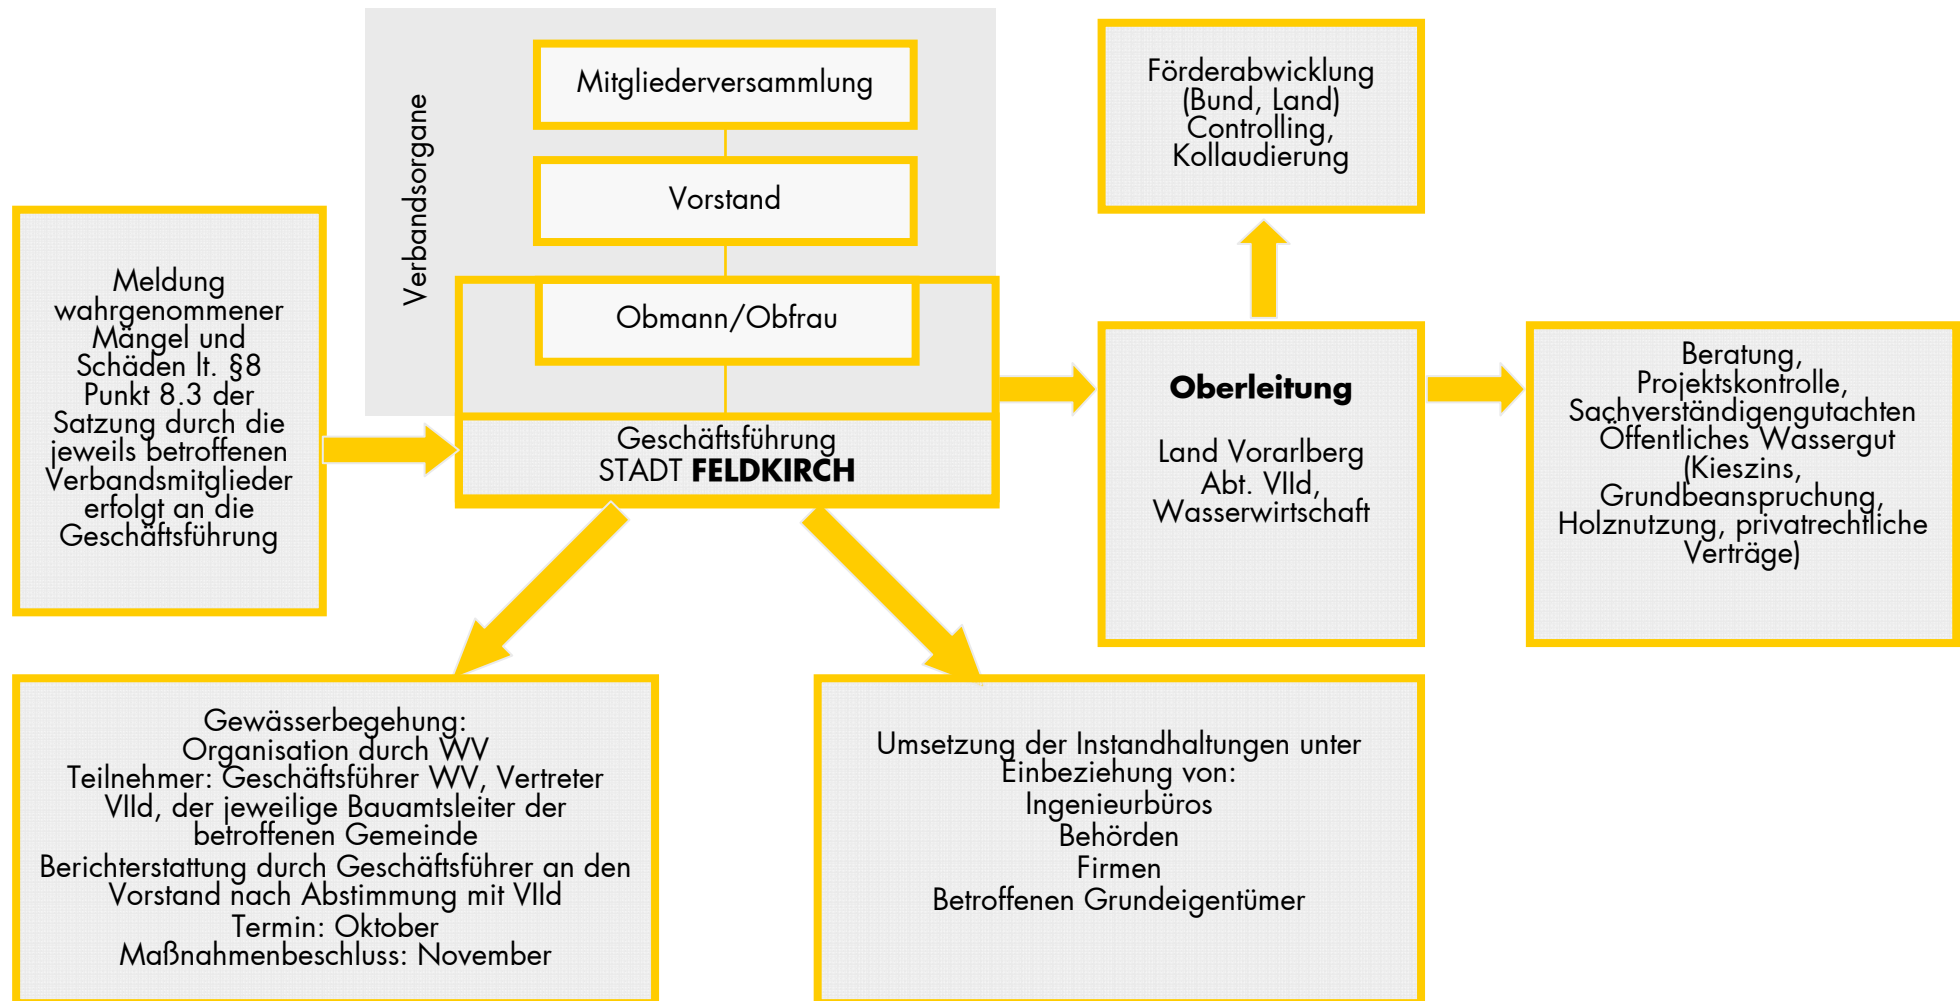 Verbandsorgane
Mitgliederversammlung
Vorstand
Obmann/Obfrau
Geschäftsführung
STADT FELDKIRCH
Meldung
wahrgenommener
Mängel und
Schäden lt. §8
Punkt 8.3 der
Satzung durch die
jeweils betroffenen
Verbandsmitglieder
erfolgt an die
Geschäftsführung
Förderabwicklung
(Bund, Land)
Controlling,
Kollaudierung
Oberleitung
Land Vorarlberg
Abt. VIId,
Wasserwirtschaft
Beratung,
Projektskontrolle,
Sachverständigengutachten
Öffentliches Wassergut
(Kieszins,
Grundbeanspruchung,
Holznutzung, privatrechtliche
Verträge)
Gewässerbegehung:
Organisation durch WV
Teilnehmer: Geschäftsführer WV, Vertreter
VIId, der jeweilige Bauamtsleiter der
betroffenen Gemeinde
Berichterstattung durch Geschäftsführer an den
Vorstand nach Abstimmung mit VIId
Termin: Oktober
Maßnahmenbeschluss: November
Umsetzung der Instandhaltungen unter
Einbeziehung von:
Ingenieurbüros
Behörden
Firmen
Betroffenen Grundeigentümer